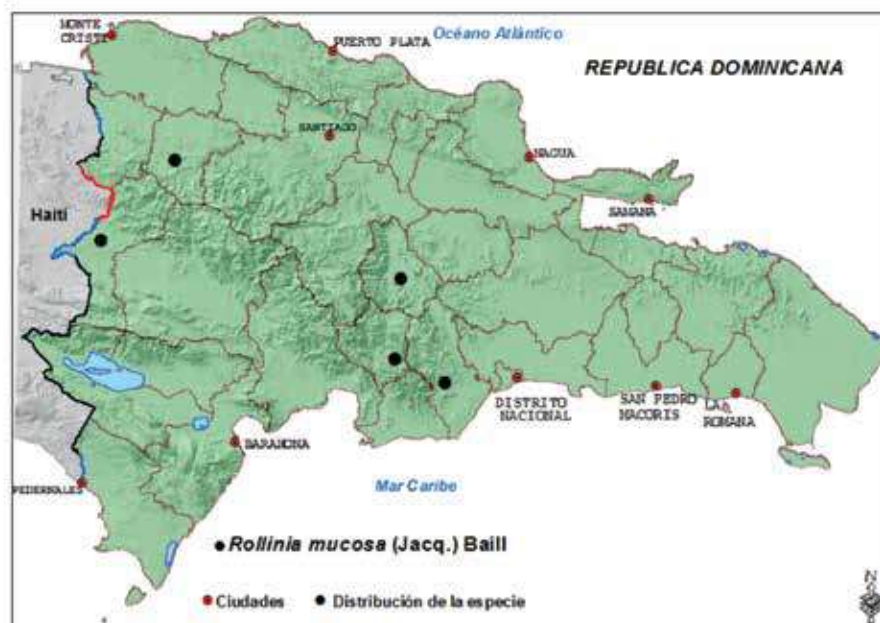 MONTE
CRISTI
PUERTO PLATA
Océano Atlántico
REPUBLICA DOMINICANA
SANTIAGO
NAGUA
SAMANA
Haití
DISTRITO
NACIONAL
SAN PEDRO
MACORIS
LA
ROMANA
BARAHONA
PEDERNALES
Mar Caribe
Rollinia mucosa (Jacq.) Baill
Ciudades
Distribución de la especie
N